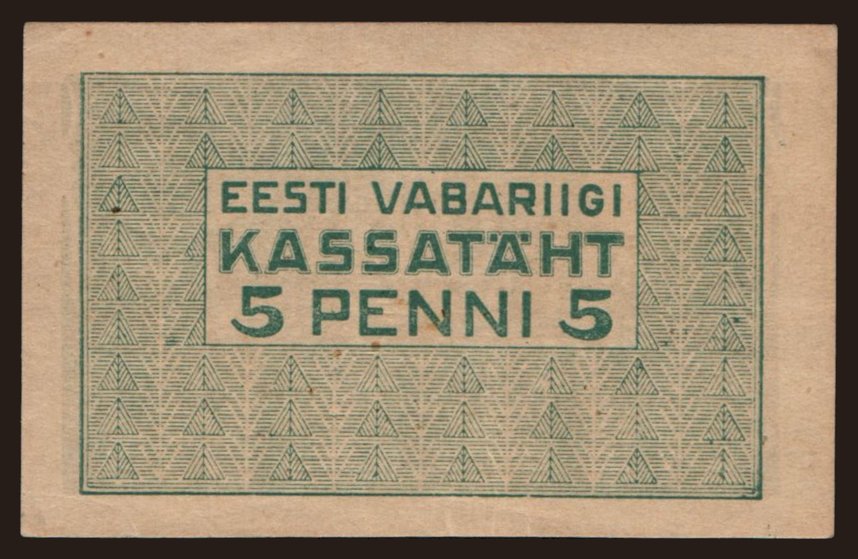 EESTI VABARIIGI
KASSATÄHT
5 PENNI 5